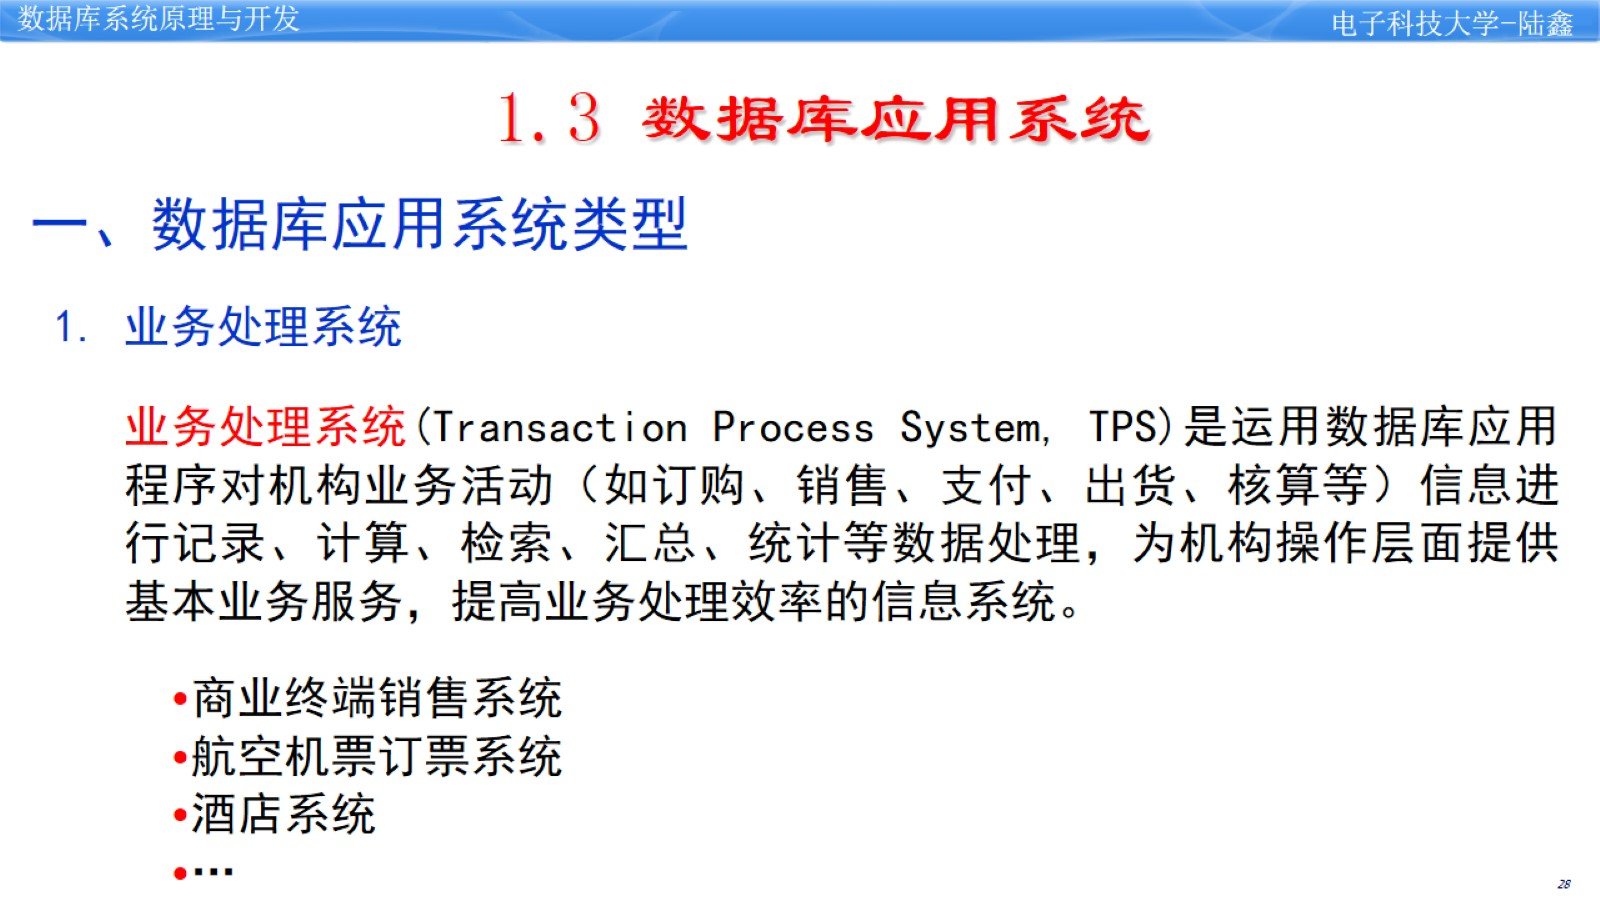 数据库系统原理与开发
电子科技大学-陆鑫
1.3 数据库应用系统
一、数据库应用系统类型
1. 业务处理系统
业务处理系统(Transaction Process System, TPS)是运用数据库应用
程序对机构业务活动（如订购、销售、支付、出货、核算等）信息进
行记录、计算、检索、汇总、统计等数据处理，为机构操作层面提供
基本业务服务，提高业务处理效率的信息系统。
•商业终端销售系统
•航空机票订票系统
•酒店系统
•…
28